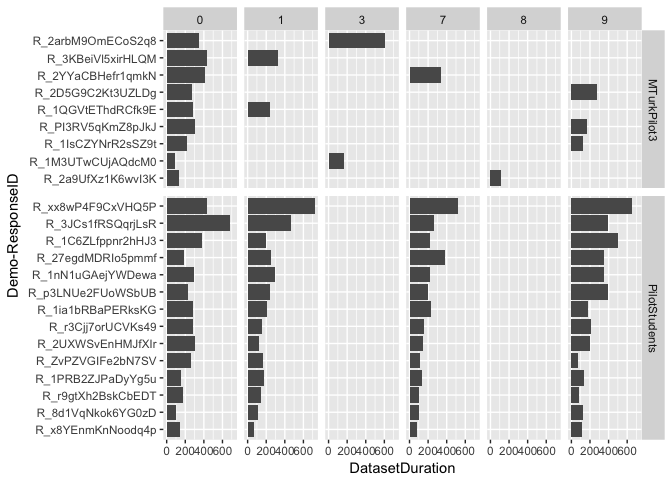 0 1 3 7 8 9
R_2arbM9OmECoS2q8
R_3KBeiVl5xirHLQM
R_2YYaCBHefr1qmkN
R_2D5G9C2Kt3UZLDg
R_1QGVtEThdRCfk9E
R_PI3RV5qKmZ8pJkJ
R_1IsCZYNrR2sSZ9t
R_1M3UTwCUjAQdcM0
R_2a9UfXz1K6wvI3K
MTurkPilot3
Demo-ResponseID
R_xx8wP4F9CxVHQ5P
R_3JCs1fRSQqrjLsR
R_1C6ZLfppnr2hHJ3
R_27egdMDRIo5pmmf
R_1nN1uGAejYWDewa
R_p3LNUe2FUoWSbUB
R_1ia1bRBaPERksKG
R_r3Cjj7orUCVKs49
R_2UXWSvEnHMJfXIr
R_ZvPZVGIFe2bN7SV
R_1PRB2ZJPaDyYg5u
R_r9gtXh2BskCbEDT
R_8d1VqNkok6YG0zD
R_x8YEnmKnNoodq4p
PilotStudents
0 200400600 0 200400600 0 200400600 0 200400600 0 200400600 0 200400600
DatasetDuration